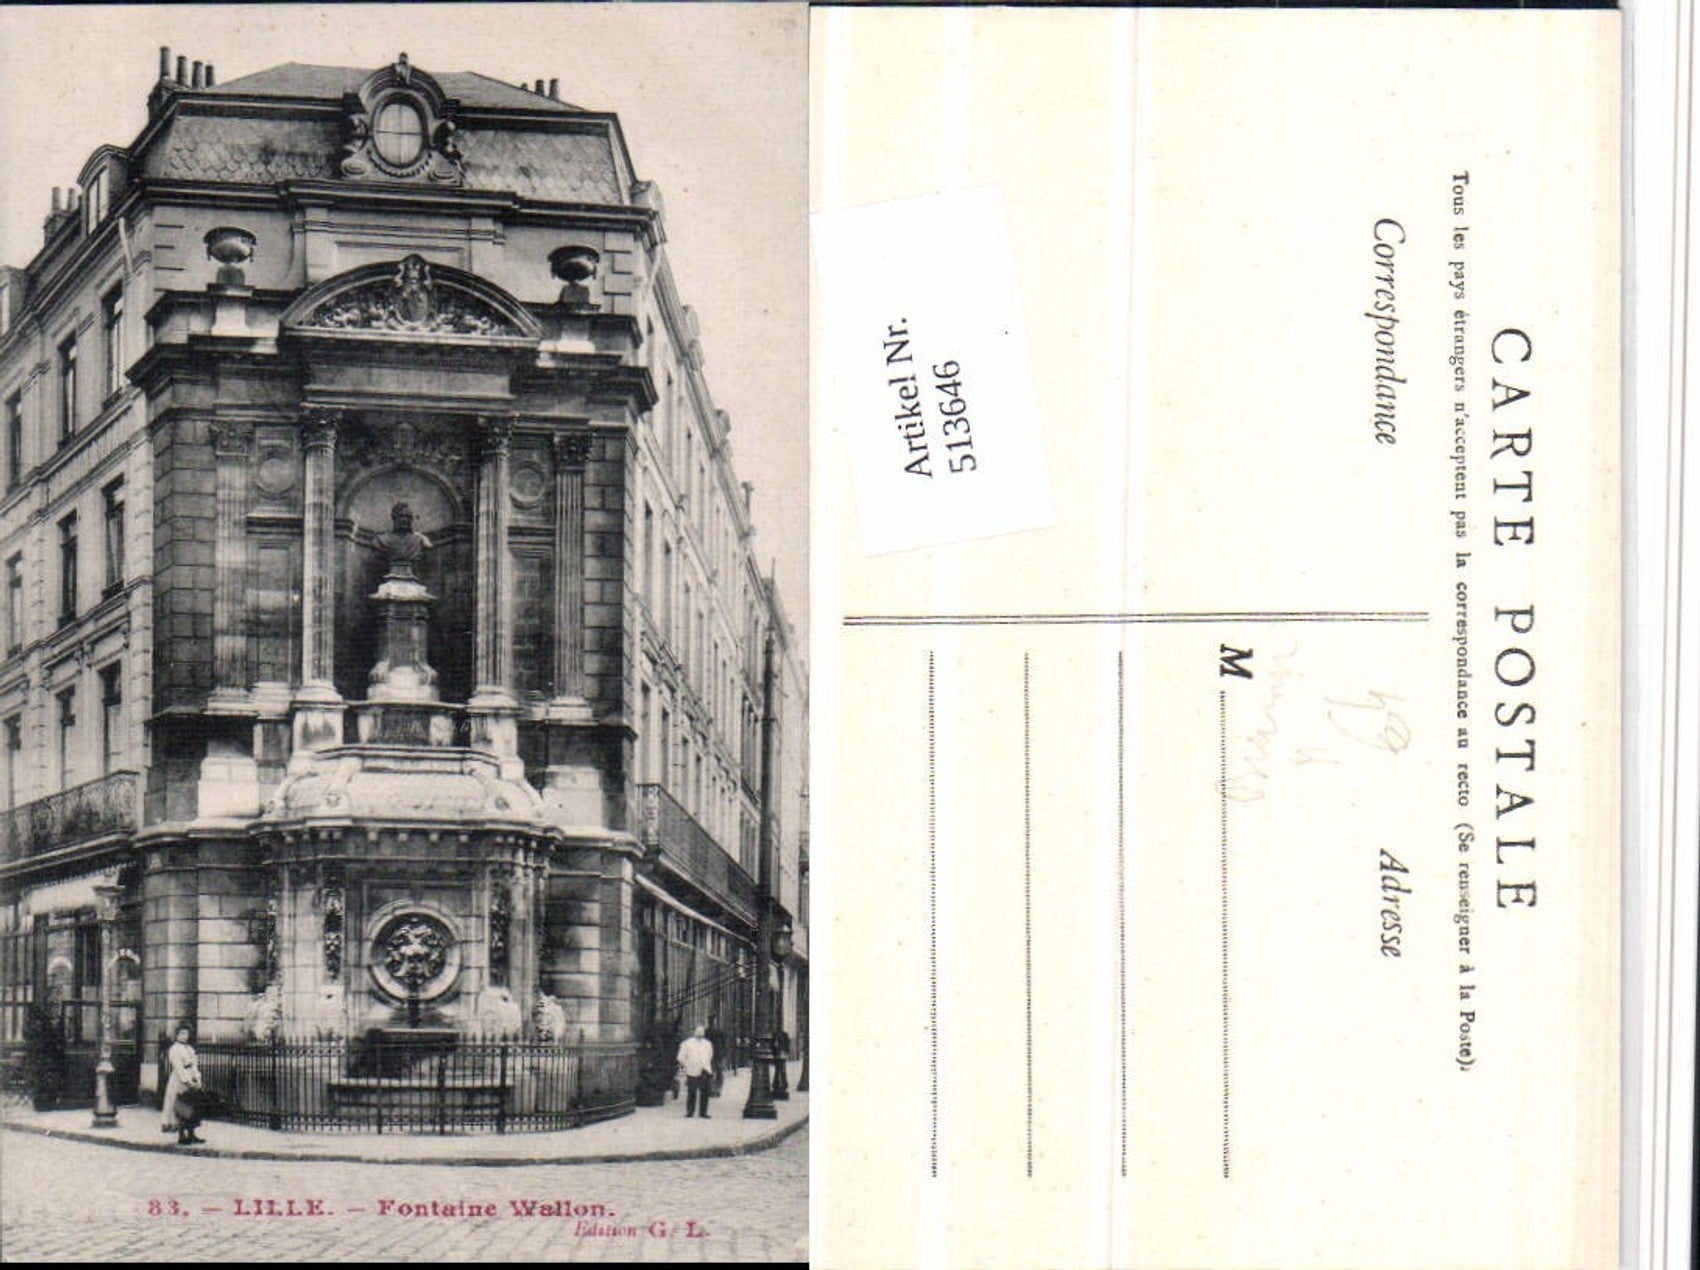 83. — LILLE. — Fontaine Wallon.
Edition G. L.
Artikel Nr.
513646
CARTE POSTALE
Tous les pays étrangers n'acceptent pas la correspondance au recto (Se renseigner à la Poste).
Correspondance
Adresse
M